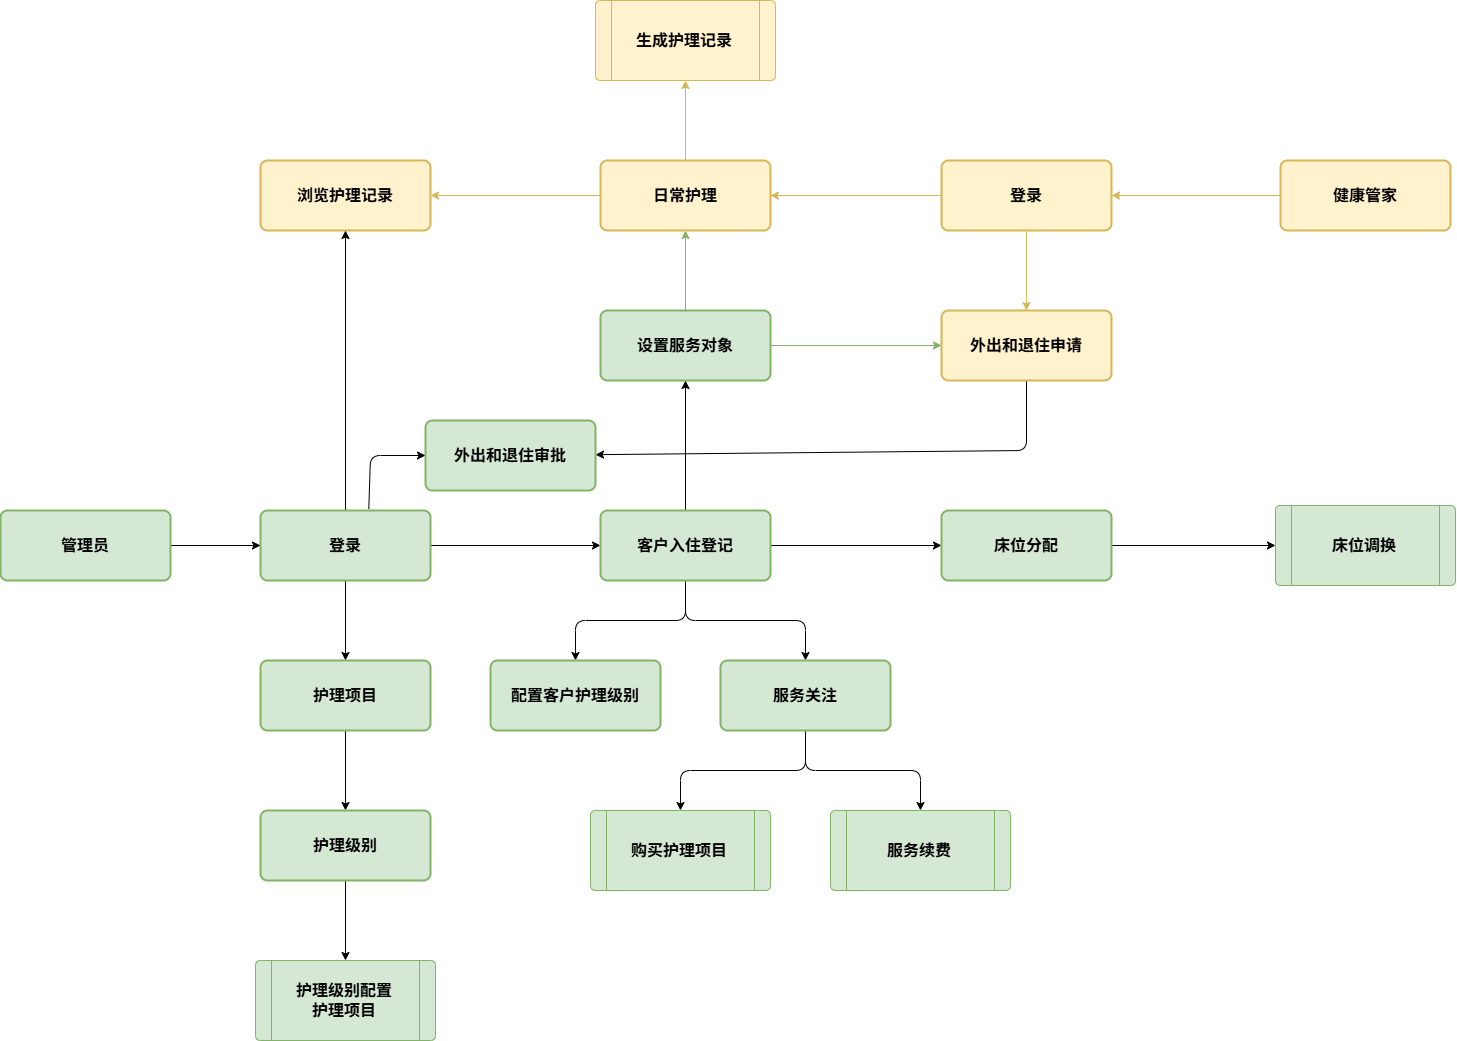 生成护理记录
浏览护理记录
日常护理
登录
健康管家
设置服务对象
外出和退住申请
外出和退住审批
管理员
登录
客户入住登记
床位分配
床位调换
护理项目
配置客户护理级别
服务关注
护理级别
购买护理项目
服务续费
护理级别配置
护理项目